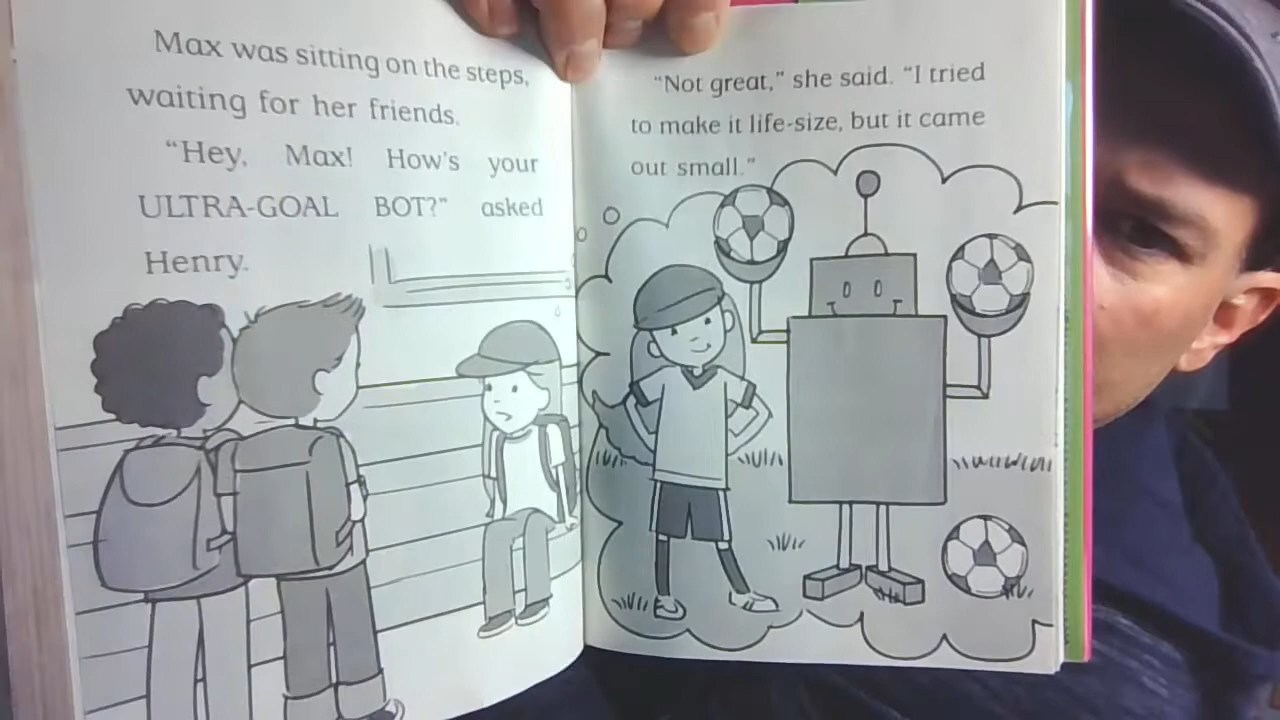 Max was sitting on the steps,
waiting for her friends.
"Hey, Max! How's your
ULTRA-GOAL BOT?" asked
Henry.
"Not great," she said. "I tried
to make it life-size, but it came
out small."